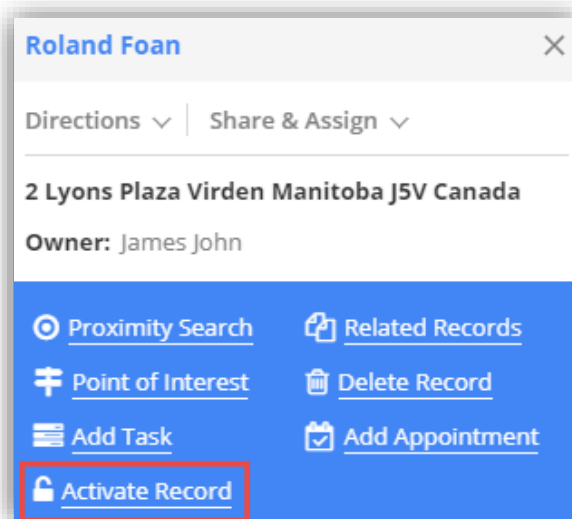 Roland Foan
Directions Share & Assign
2 Lyons Plaza Virden Manitoba J5V Canada
Owner: James John
Proximity Search Related Records
Point of Interest Delete Record
Add Task Add Appointment
Activate Record